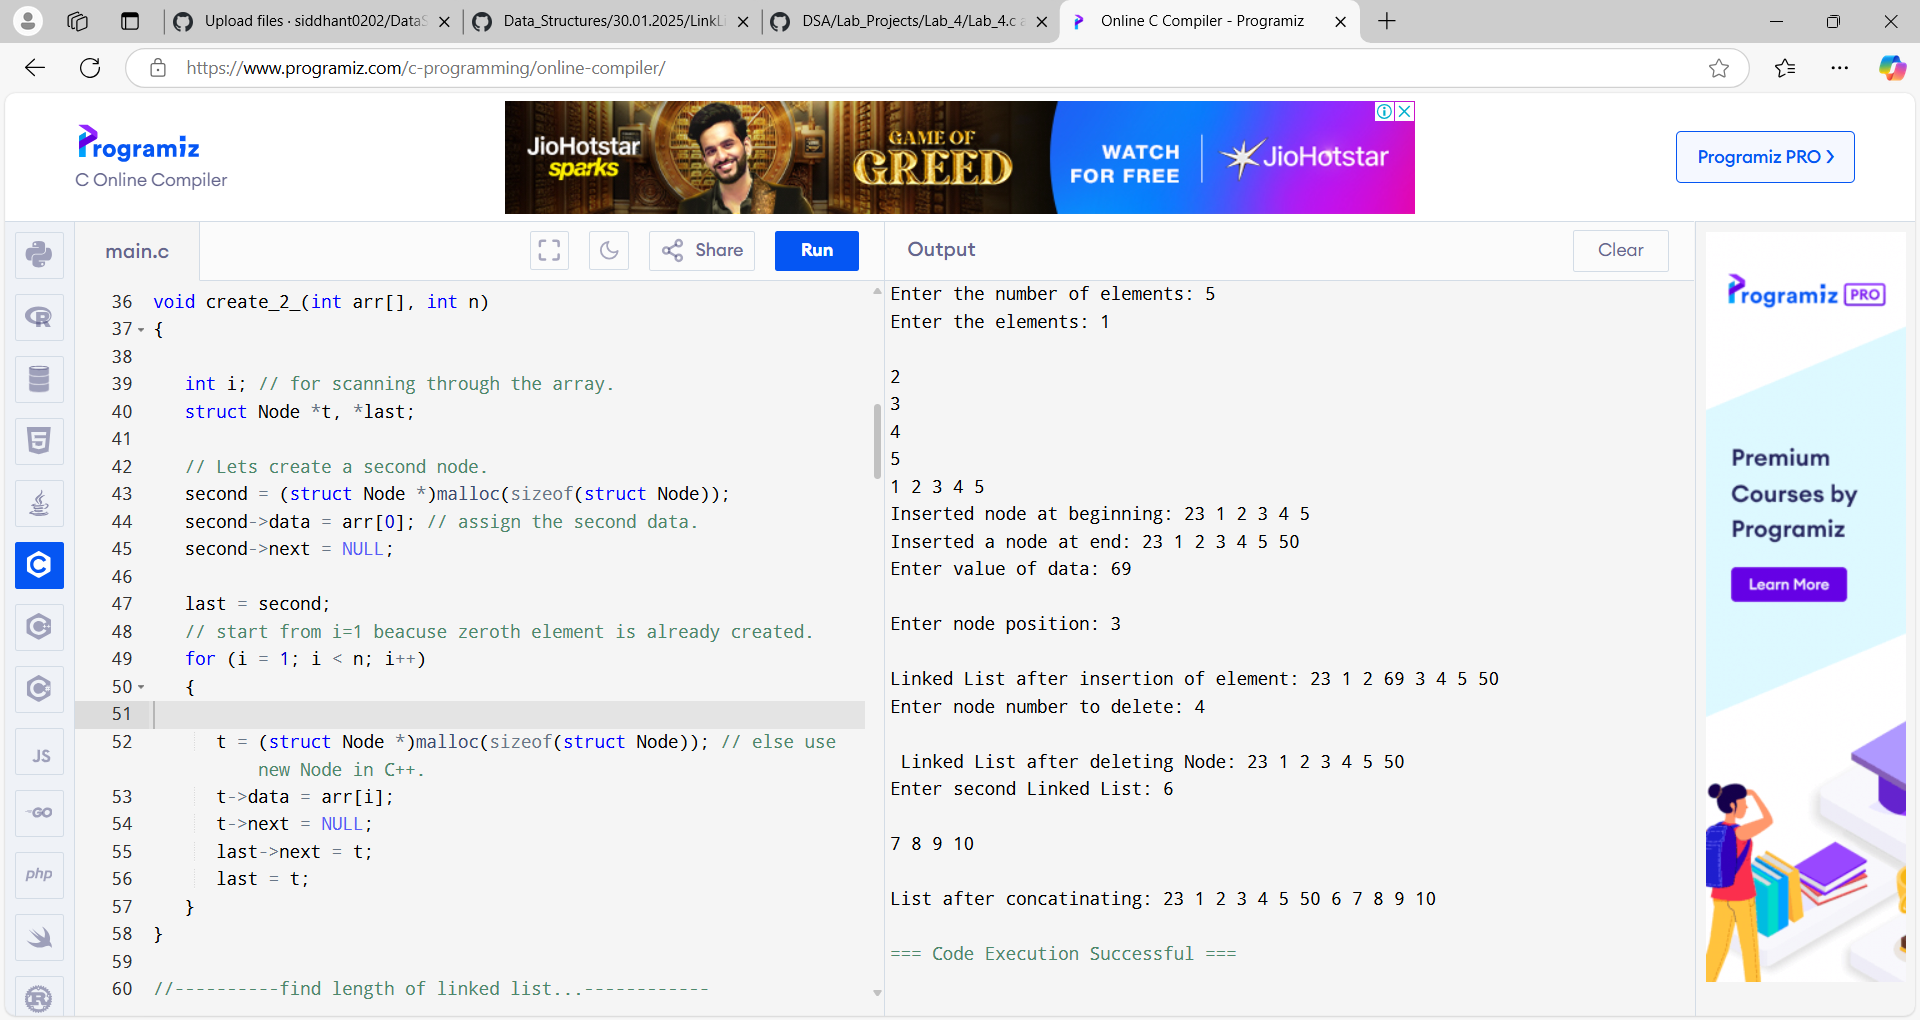 Upload files · siddhant0202/DataS
Data_Structures/30.01.2025/LinkLi
DSA/Lab_Projects/Lab_4/Lab_4.c a
Online C Compiler - Programiz
https://www.programiz.com/c-programming/online-compiler/
Programiz
C Online Compiler
JioHotstar
sparks
GAME OF
GREED
WATCH
FOR FREE
JioHotstar
Programiz PRO
main.c
Share
Run
Output
Clear
36 void create_2_(int arr[], int n)
37 {
38
39 int i; // for scanning through the array.
40 struct Node *t, *last;
41
42 // Lets create a second node.
43 second = (struct Node *)malloc(sizeof(struct Node));
44 second->data = arr[0]; // assign the second data.
45 second->next = NULL;
46
47 last = second;
48 // start from i=1 beacuse zeroth element is already created.
49 for (i = 1; i < n; i++)
50 {
51
52 t = (struct Node *)malloc(sizeof(struct Node)); // else use
new Node in C++.
53 t->data = arr[i];
54 t->next = NULL;
55 last->next = t;
56 last = t;
57 }
58 }
59
60 //----------find length of linked list...------------
Enter the number of elements: 5
Enter the elements: 1
2
3
4
5
1 2 3 4 5
Inserted node at beginning: 23 1 2 3 4 5
Inserted a node at end: 23 1 2 3 4 5 50
Enter value of data: 69
Enter node position: 3
Linked List after insertion of element: 23 1 2 69 3 4 5 50
Enter node number to delete: 4
Linked List after deleting Node: 23 1 2 3 4 5 50
Enter second Linked List: 6
7 8 9 10
List after concatinating: 23 1 2 3 4 5 50 6 7 8 9 10
=== Code Execution Successful ===
Programiz PRO
Premium
Courses by
Programiz
Learn More
R
5
C
C
C
JS
GO
php
R